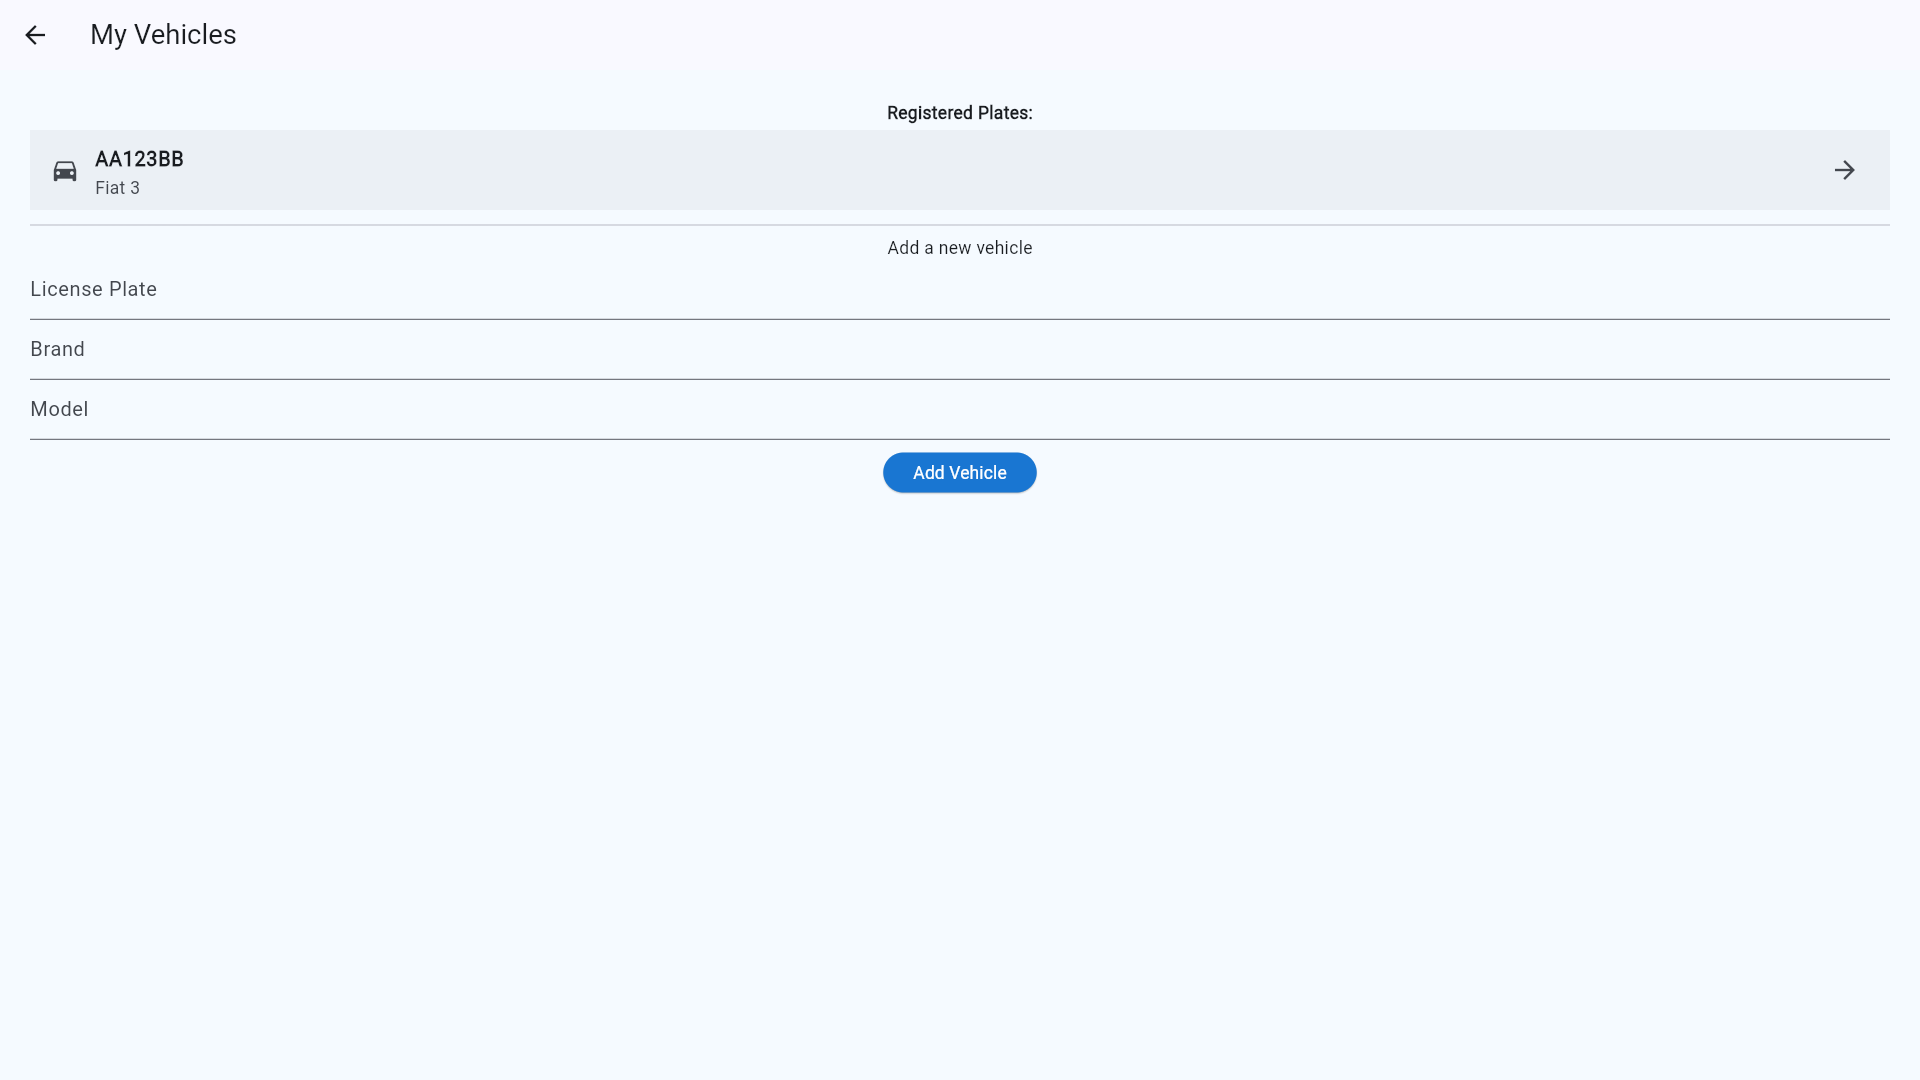 My Vehicles
Registered Plates:
AA123BB
Fiat 3
Add a new vehicle
License Plate
Brand
Model
Add Vehicle